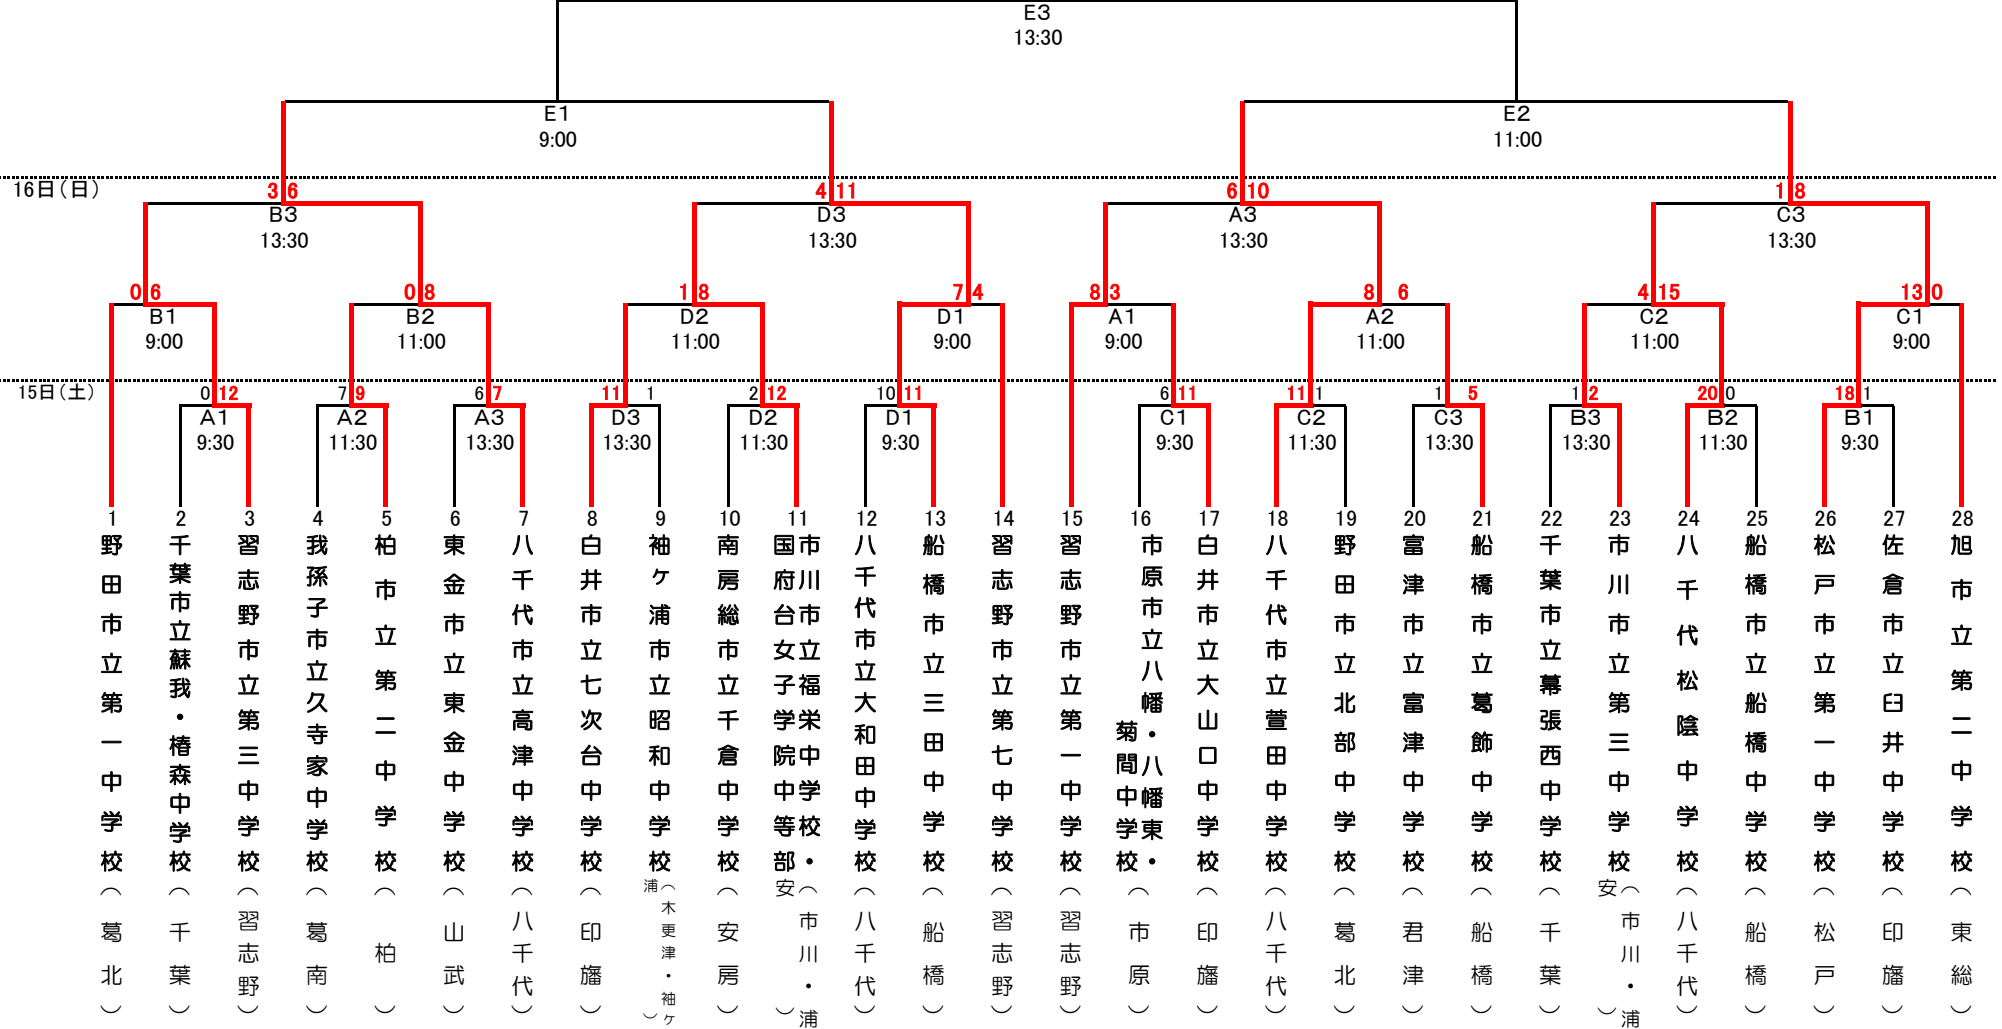 E3
13:30
E1
9:00
E2
11:00
16日(日)
3 6
4 11
6 10
1 8
B3
13:30
D3
13:30
A3
13:30
C3
13:30
0 6
0 8
1 8
7 4
8 3
8 6
4 15
13 0
B1
9:00
B2
11:00
D2
11:00
D1
9:00
A1
9:00
A2
11:00
C2
11:00
C1
9:00
15日(土)
0 12
7 9
6 7
11 1
2 12
10 11
6 11
11 1
1 5
1 2
20 0
18 1
A1
9:30
A2
11:30
A3
13:30
D3
13:30
D2
11:30
D1
9:30
C1
9:30
C2
11:30
C3
13:30
B3
13:30
B2
11:30
B1
9:30
1
野田市立第一中学校(葛北)
2
千葉市立蘇我・椿森中学校(千葉)
3
習志野市立第三中学校(習志野)
4
我孫子市立久寺家中学校(葛南)
5
柏市立第二中学校(柏)
6
東金市立東金中学校(山武)
7
八千代市立高津中学校(八千代)
8
白井市立七次台中学校(印旛)
9
袖ケ浦市立昭和中学校(木更津・袖ケ
浦)
10
南房総市立千倉中学校(安房)
11
市川市立福栄中学校・
国府台女子学院中等部
(市川・浦
安)
12
八千代市立大和田中学校(八千代)
13
船橋市立三田中学校(船橋)
14
習志野市立第七中学校(習志野)
15
習志野市立第一中学校(習志野)
16
市原市立八幡・八幡東・
菊間中学校
(市原)
17
白井市立大山口中学校(印旛)
18
八千代市立萱田中学校(八千代)
19
野田市立北部中学校(葛北)
20
富津市立富津中学校(君津)
21
船橋市立葛飾中学校(船橋)
22
千葉市立幕張西中学校(千葉)
23
市川市立第三中学校(市川・浦
安)
24
八千代松陰中学校(八千代)
25
船橋市立船橋中学校(船橋)
26
松戸市立第一中学校(松戸)
27
佐倉市立臼井中学校(印旛)
28
旭市立第二中学校(東総)